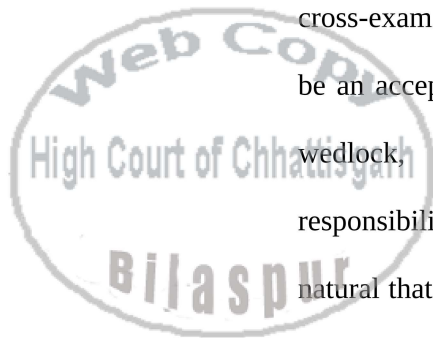 cross-exam
Web Copy
be an accep
High Court of Chhattisgarh
wedlock,
responsibili
Bilaspur
natural that